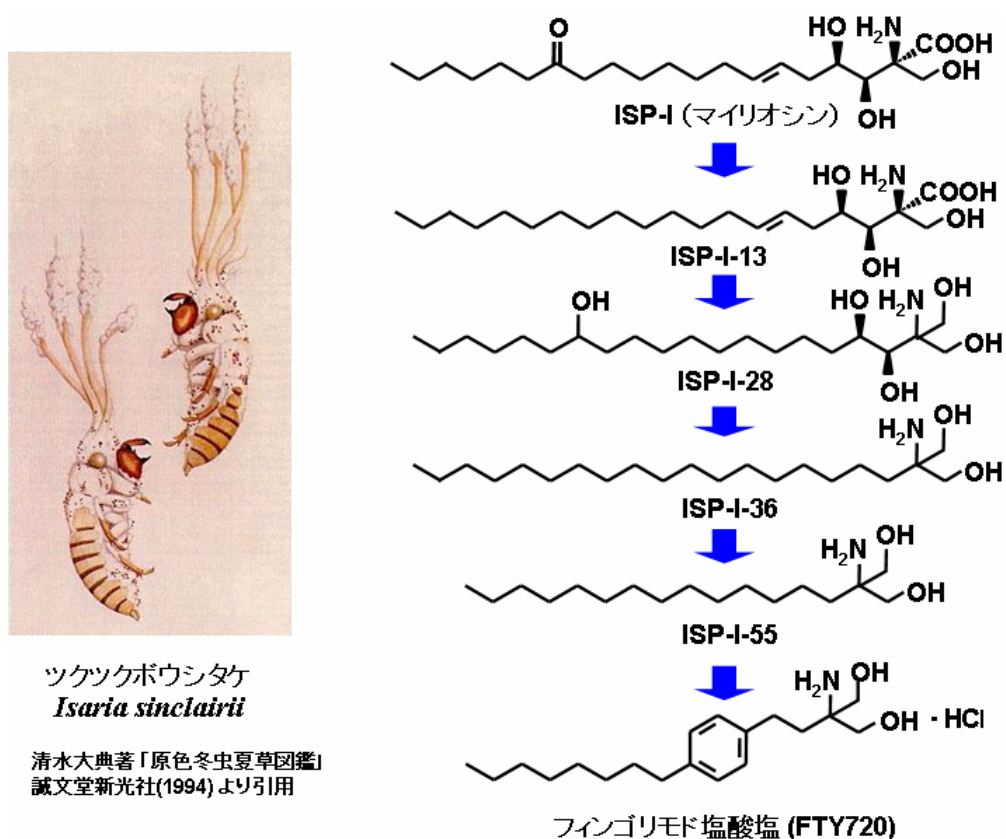 ツクツクボウシタケ
Isaria sinclairii
清水大典著「原色冬虫夏草図鑑」
誠文堂新光社(1994)より引用
O
HO H₂N COOH
OH
OH
ISP-I (マイリオシン)
HO H₂N COOH
OH
OH
ISP-I-13
OH
HO H₂N OH
OH
OH
ISP-I-28
H₂N OH
OH
ISP-I-36
H₂N OH
OH
ISP-I-55
H₂N OH
OH · HCl
フィンゴリモド塩酸塩 (FTY720)